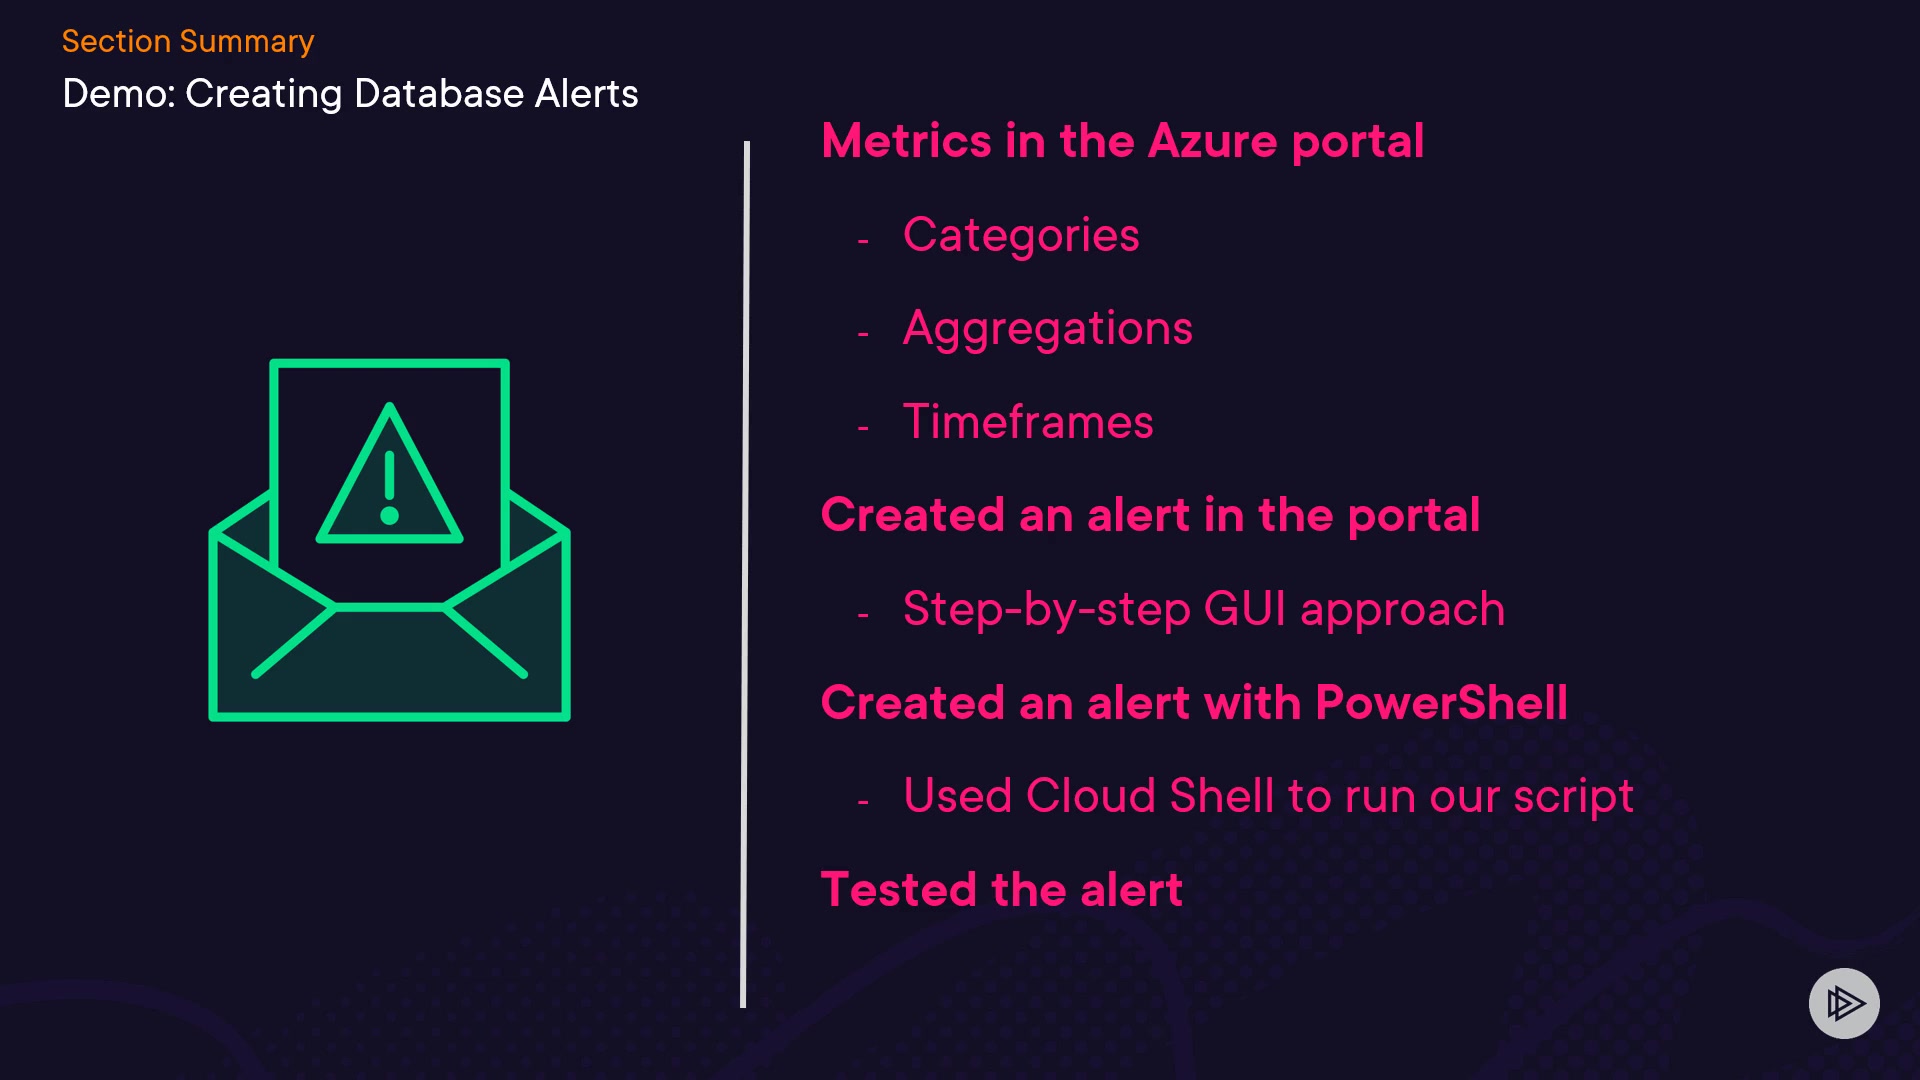 Section Summary
Demo: Creating Database Alerts
Metrics in the Azure portal
- Categories
- Aggregations
- Timeframes
Created an alert in the portal
- Step-by-step GUI approach
Created an alert with PowerShell
- Used Cloud Shell to run our script
Tested the alert